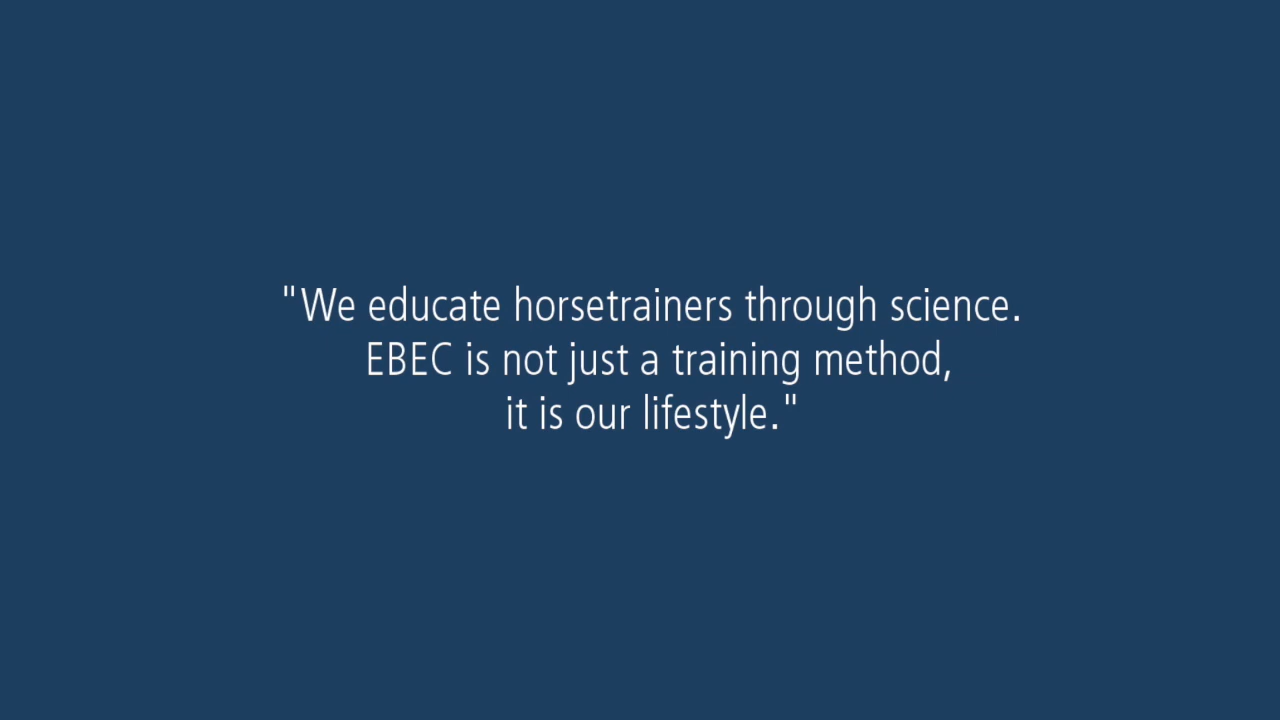 "We educate horsetrainers through science.
EBEC is not just a training method,
it is our lifestyle."